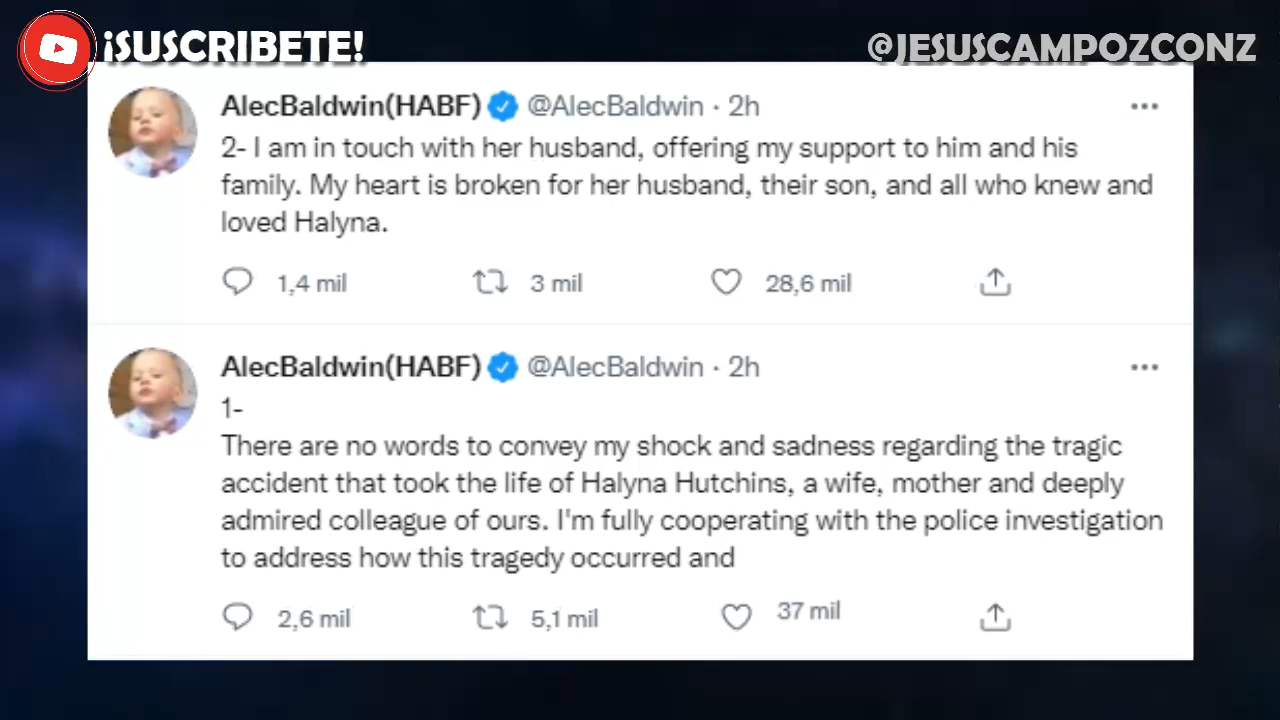 ¡SUSCRIBETE!
@JESUSCAMPOZCONZ
AlecBaldwin(HABF) @AlecBaldwin · 2h
2- I am in touch with her husband, offering my support to him and his
family. My heart is broken for her husband, their son, and all who knew and
loved Halyna.
1,4 mil 3 mil 28,6 mil
AlecBaldwin(HABF) @AlecBaldwin · 2h
1-
There are no words to convey my shock and sadness regarding the tragic
accident that took the life of Halyna Hutchins, a wife, mother and deeply
admired colleague of ours. I'm fully cooperating with the police investigation
to address how this tragedy occurred and
2,6 mil 5,1 mil 37 mil